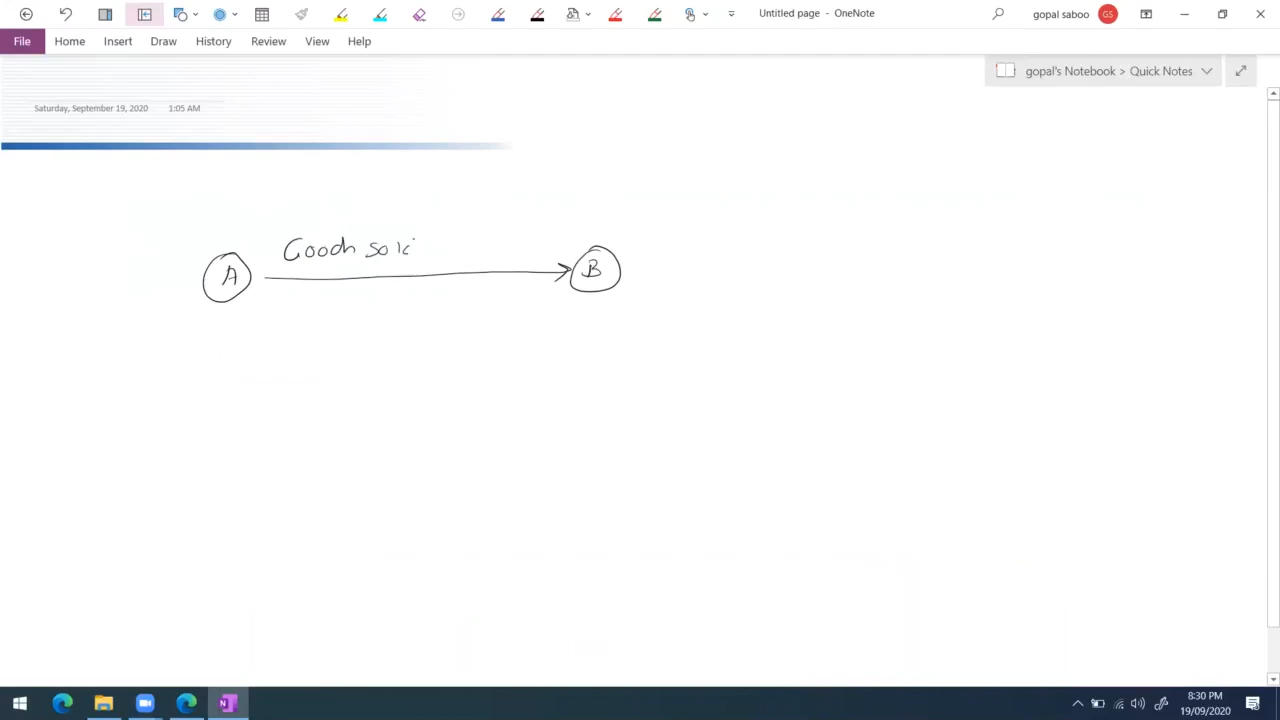 Untitled page - OneNote
gopal saboo
GS
File Home Insert Draw History Review View Help
gopal's Notebook > Quick Notes
Saturday, September 19, 2020 1:05 AM
Goods
A
B
8:30 PM
19/09/2020